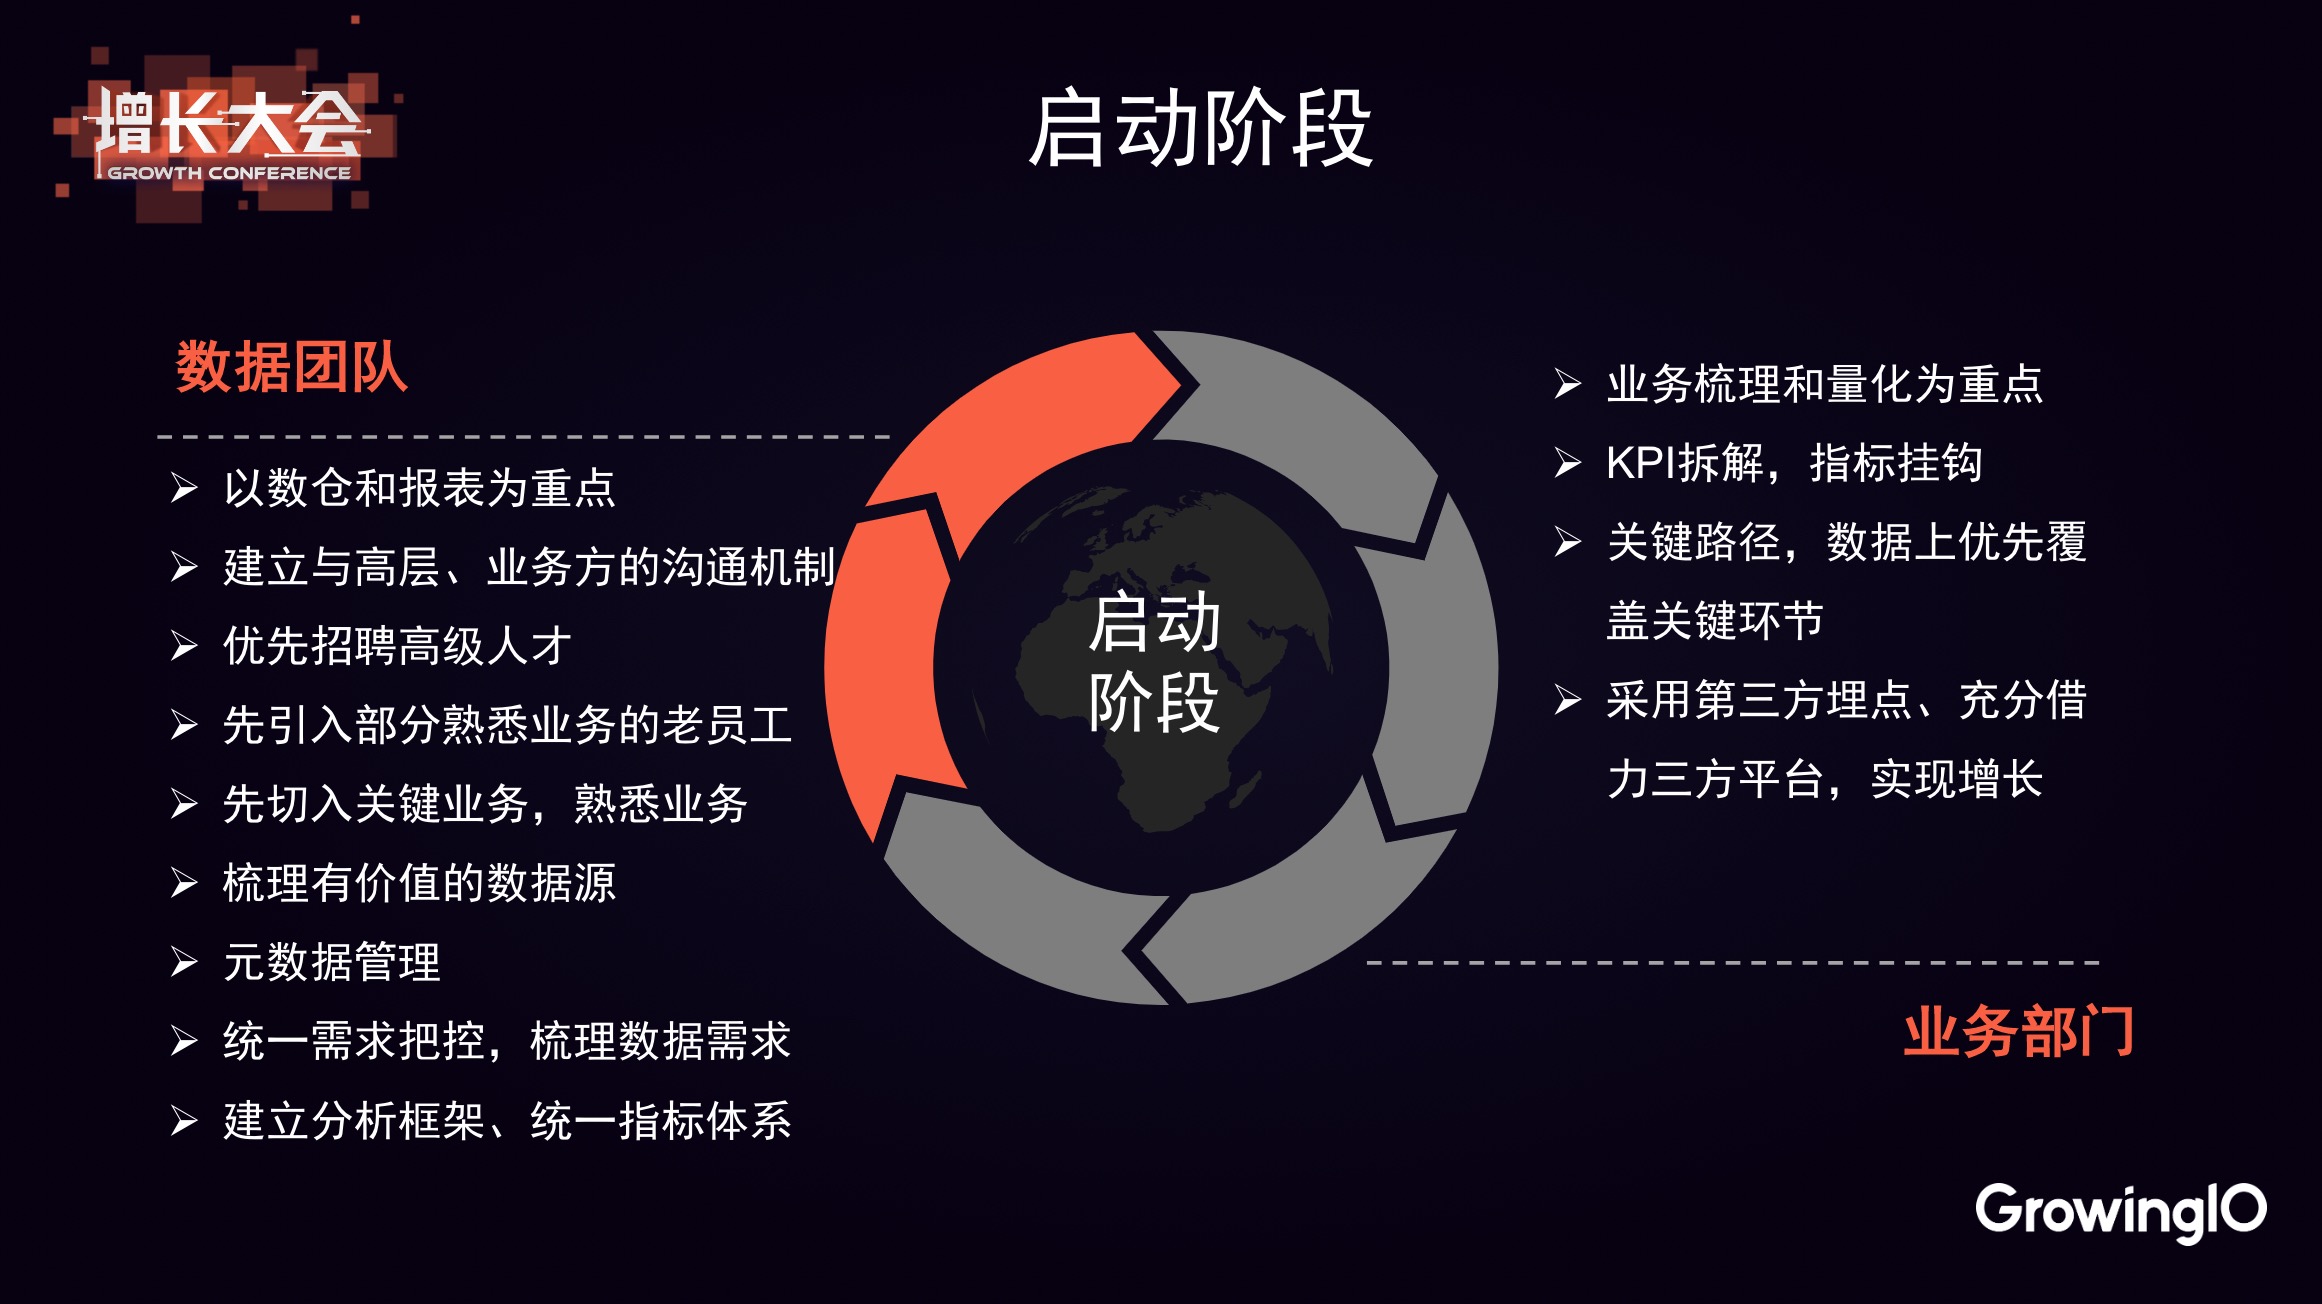 增长大会
GROWTH CONFERENCE
启动阶段
数据团队
➢ 以数仓和报表为重点
➢ 建立与高层、业务方的沟通机制
➢ 优先招聘高级人才
➢ 先引入部分熟悉业务的老员工
➢ 先切入关键业务，熟悉业务
➢ 梳理有价值的数据源
➢ 元数据管理
➢ 统一需求把控，梳理数据需求
➢ 建立分析框架、统一指标体系
启动
阶段
➢ 业务梳理和量化为重点
➢ KPI拆解，指标挂钩
➢ 关键路径，数据上优先覆
盖关键环节
➢ 采用第三方埋点、充分借
力三方平台，实现增长
业务部门
GrowingIO